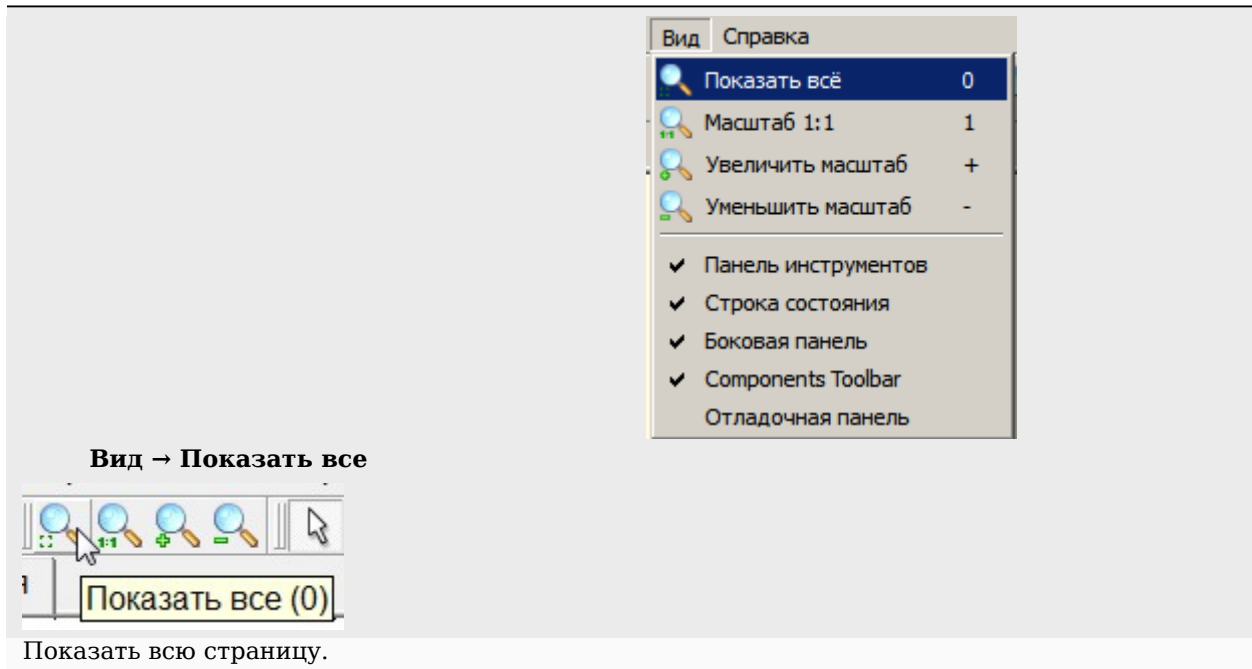 Вид Справка
Показать всё 0
Масштаб 1:1 1
Увеличить масштаб +
Уменьшить масштаб -
✔ Панель инструментов
✔ Строка состояния
✔ Боковая панель
✔ Components Toolbar
Отладочная панель
Вид → Показать все
1:1
я
Показать все (0)
Показать всю страницу.